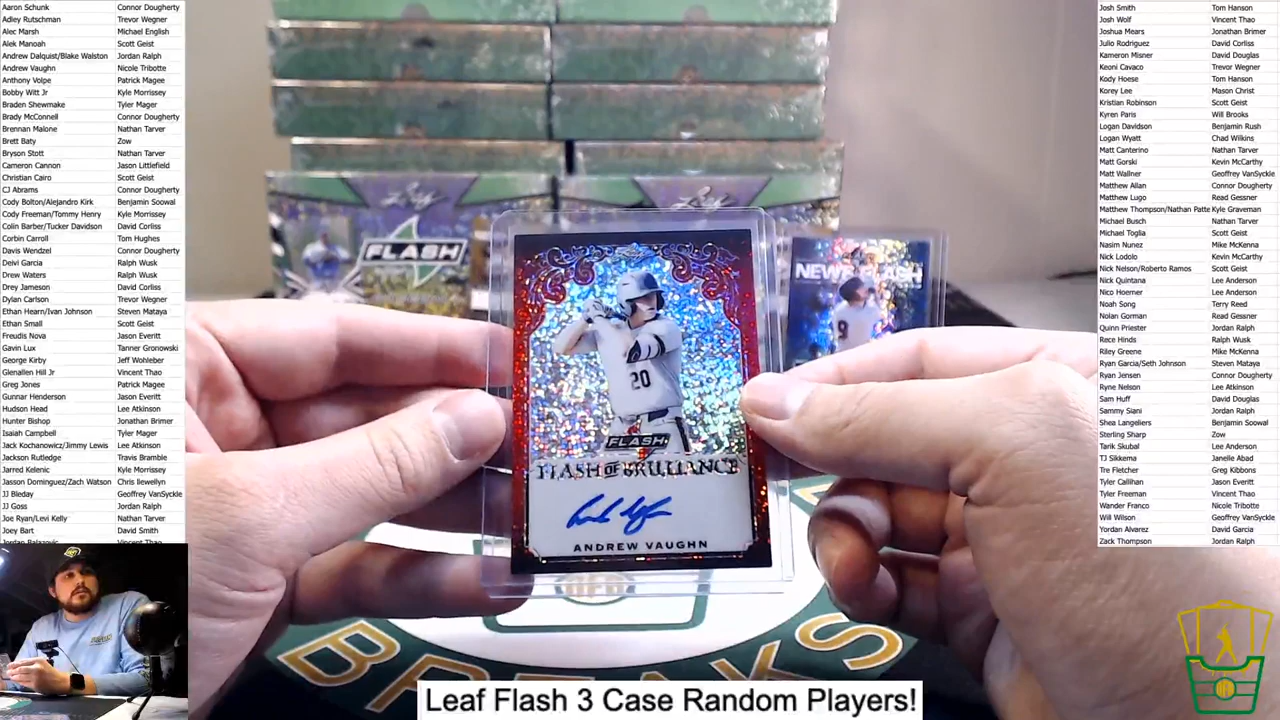 Aaron Schunk Connor Dougherty
Adley Rutschman Trevor Wegner
Alec Marsh Michael English
Alek Manoah Scott Geist
Andrew Dalquist/Blake Walston Jordan Ralph
Andrew Vaughn Nicole Tribotte
Anthony Volpe Patrick Magee
Bobby Witt Jr Kyle Morrissey
Braden Shewmake Tyler Mager
Brady McConnell Connor Dougherty
Brennan Malone Nathan Tarver
Brett Baty Zow
Bryson Stott Nathan Tarver
Cameron Cannon Jason Littlefield
Christian Cairo Scott Geist
CJ Abrams Connor Dougherty
Cody Bolton/Alejandro Kirk Benjamin Soowal
Cody Freeman/Tommy Henry Kyle Morrissey
Colin Barber/Tucker Davidson David Corliss
Corbin Carroll Tom Hughes
Davis Wendzel Connor Dougherty
Deivi Garcia Ralph Wusk
Drew Waters Ralph Wusk
Drey Jameson David Corliss
Dylan Carlson Trevor Wegner
Ethan Hearn/Ivan Johnson Steven Mataya
Ethan Small Scott Geist
Freudis Nova Jason Everitt
Gavin Lux Tanner Gronowski
George Kirby Jeff Wohleber
Glenallen Hill Jr Vincent Thao
Greg Jones Patrick Magee
Gunnar Henderson Jason Everitt
Hudson Head Lee Atkinson
Hunter Bishop Jonathan Brimer
Isaiah Campbell Tyler Mager
Jack Kochanowicz/Jimmy Lewis Lee Atkinson
Jackson Rutledge Travis Bramble
Jarred Kelenic Kyle Morrissey
Jasson Dominguez/Zach Watson Chris llewellyn
JJ Bleday Geoffrey VanSyckle
JJ Goss Jordan Ralph
Joe Ryan/Levi Kelly Nathan Tarver
Joey Bart David Smith
Jordan Balazovic Vincent Thao
Josh Smith Tom Hanson
Josh Wolf Vincent Thao
Joshua Mears Jonathan Brimer
Julio Rodriguez David Corliss
Kameron Misner David Douglas
Keoni Cavaco Trevor Wegner
Kody Hoese Tom Hanson
Korey Lee Mason Christ
Kristian Robinson Scott Geist
Kyren Paris Will Brooks
Logan Davidson Benjamin Rush
Logan Wyatt Chad Wilkins
Matt Canterino Nathan Tarver
Matt Gorski Kevin McCarthy
Matt Wallner Geoffrey VanSyckle
Matthew Allan Connor Dougherty
Matthew Lugo Read Gessner
Matthew Thompson/Nathan Patte Kyle Graveman
Michael Busch Nathan Tarver
Michael Toglia Scott Geist
Nasim Nunez Mike McKenna
Nick Lodolo Kevin McCarthy
Nick Nelson/Roberto Ramos Scott Geist
Nick Quintana Lee Anderson
Nico Hoerner Lee Anderson
Noah Song Terry Reed
Nolan Gorman Read Gessner
Quinn Priester Jordan Ralph
Rece Hinds Ralph Wusk
Riley Greene Mike McKenna
Ryan Garcia/Seth Johnson Steven Mataya
Ryan Jensen Connor Dougherty
Ryne Nelson Lee Atkinson
Sam Huff David Douglas
Sammy Siani Jordan Ralph
Shea Langeliers Benjamin Soowal
Sterling Sharp Zow
Tarik Skubal Lee Anderson
TJ Sikkema Janelle Abad
Tre Fletcher Greg Kibbons
Tyler Callihan Jason Everitt
Tyler Freeman Vincent Thao
Wander Franco Nicole Tribotte
Will Wilson Geoffrey VanSyckle
Yordan Alvarez David Garcia
Zack Thompson Jordan Ralph
Leaf
FLASH
NEWS FLASH
9
20
FLASH
FLASH OF BRILLIANCE
ANDREW VAUGHN
BREAKS
Leaf Flash 3 Case Random Players!